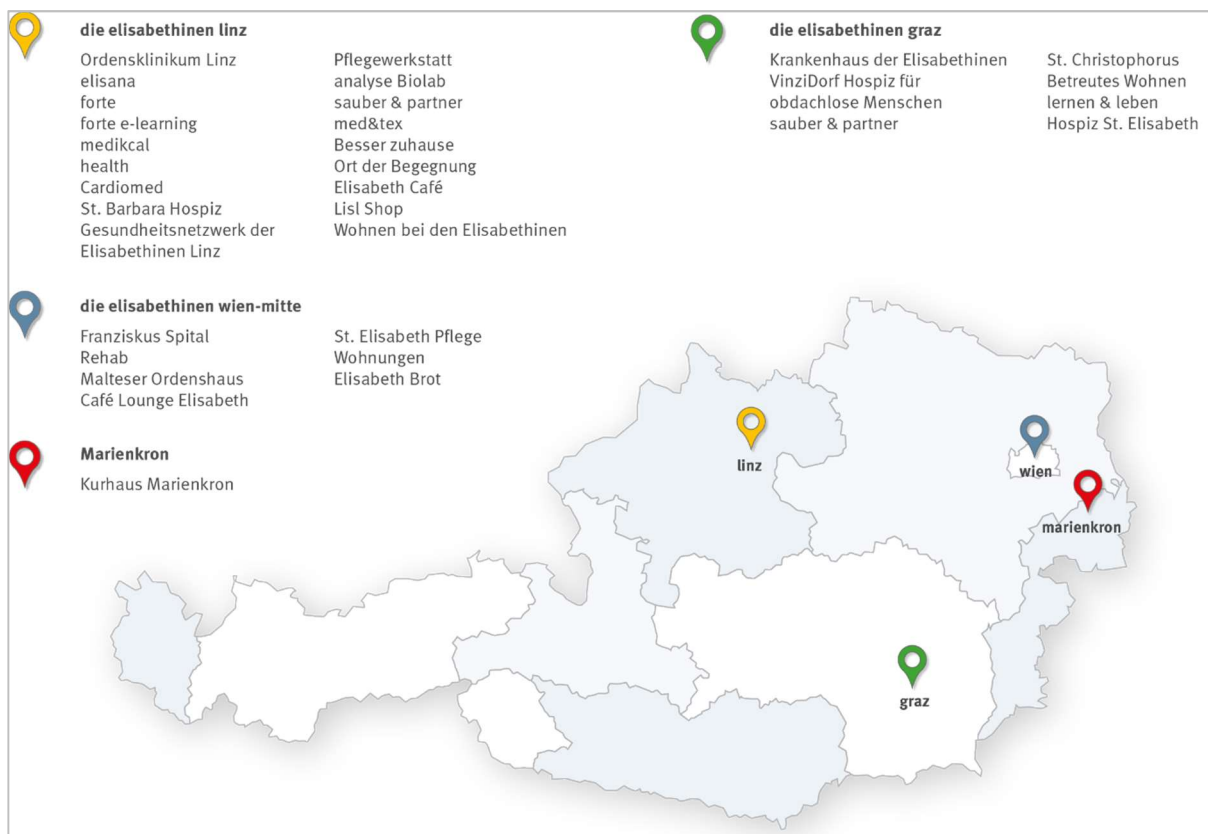 die elisabethinen linz
Ordensklinikum Linz
elisana
forte
forte e-learning
medikcal
health
Cardiomed
St. Barbara Hospiz
Gesundheitsnetzwerk der
Elisabethinen Linz
Pflegewerkstatt
analyse Biolab
sauber & partner
med&tex
Besser zuhause
Ort der Begegnung
Elisabeth Café
Lisl Shop
Wohnen bei den Elisabethinen
die elisabethinen graz
Krankenhaus der Elisabethinen
VinziDorf Hospiz für
obdachlose Menschen
sauber & partner
St. Christophorus
Betreutes Wohnen
lernen & leben
Hospiz St. Elisabeth
die elisabethinen wien-mitte
Franziskus Spital
Rehab
Malteser Ordenshaus
Café Lounge Elisabeth
St. Elisabeth Pflege
Wohnungen
Elisabeth Brot
Marienkron
Kurhaus Marienkron
linz
wien
marienkron
graz